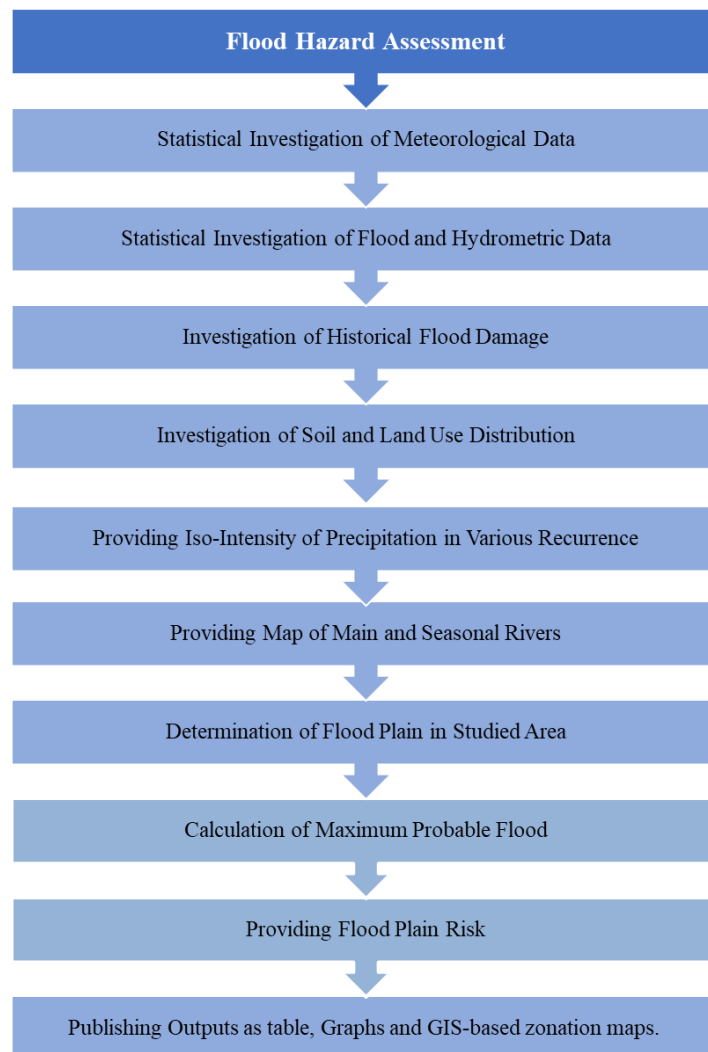 Flood Hazard Assessment
Statistical Investigation of Meteorological Data
Statistical Investigation of Flood and Hydrometric Data
Investigation of Historical Flood Damage
Investigation of Soil and Land Use Distribution
Providing Iso-Intensity of Precipitation in Various Recurrence
Providing Map of Main and Seasonal Rivers
Determination of Flood Plain in Studied Area
Calculation of Maximum Probable Flood
Providing Flood Plain Risk
Publishing Outputs as table, Graphs and GIS-based zonation maps.